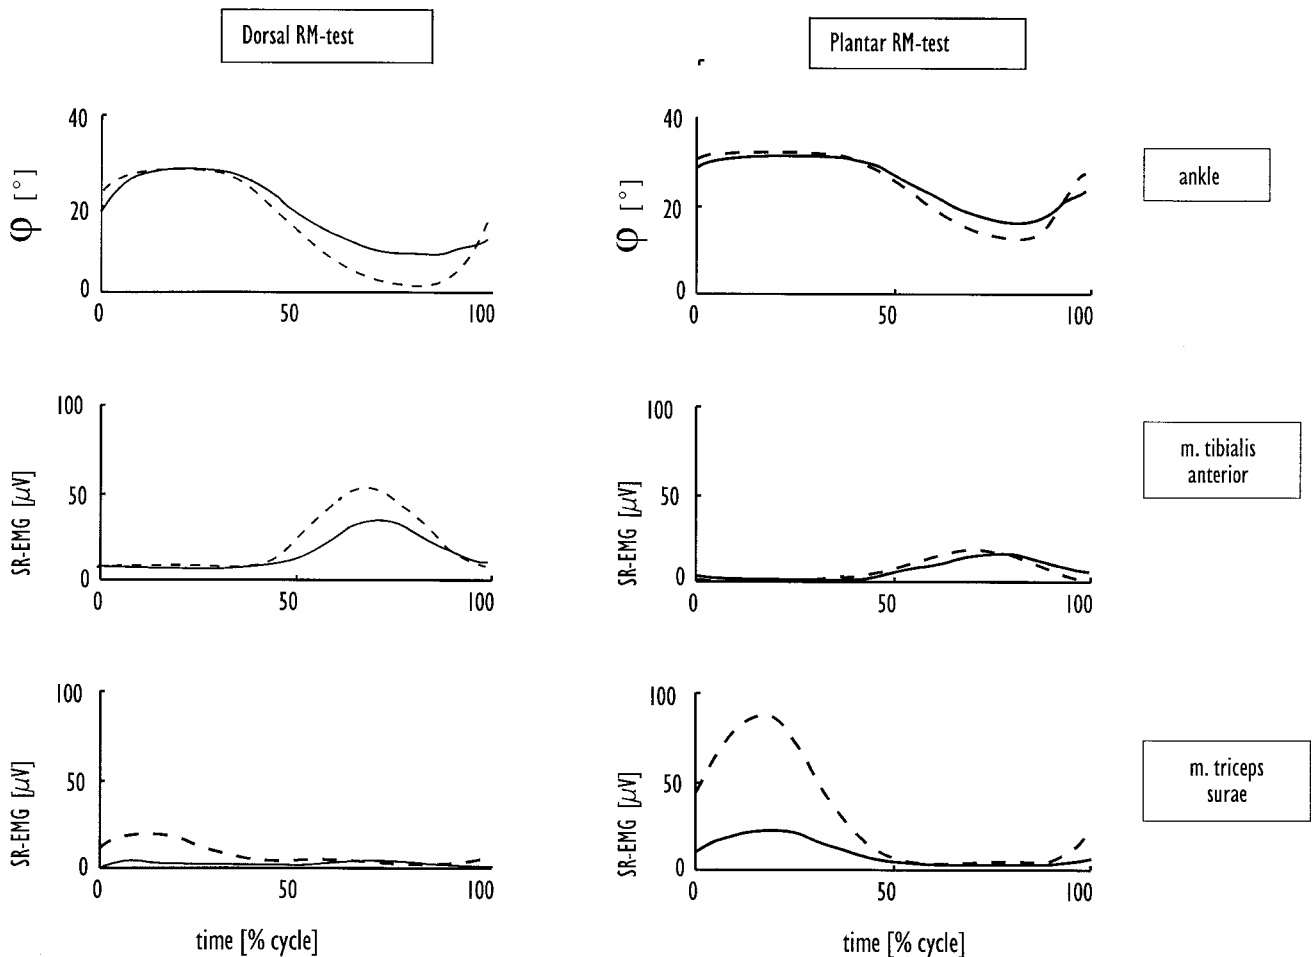 Dorsal RM-test
Plantar RM-test
40
20
0
φ [°]
0 50 100
40
20
0
φ [°]
0 50 100
ankle
100
50
0
SR-EMG [μV]
0 50 100
100
50
0
SR-EMG [μV]
0 50 100
m. tibialis
anterior
100
50
0
SR-EMG [μV]
0 50 100
time [% cycle]
100
50
0
SR-EMG [μV]
0 50 100
time [% cycle]
m. triceps
surae